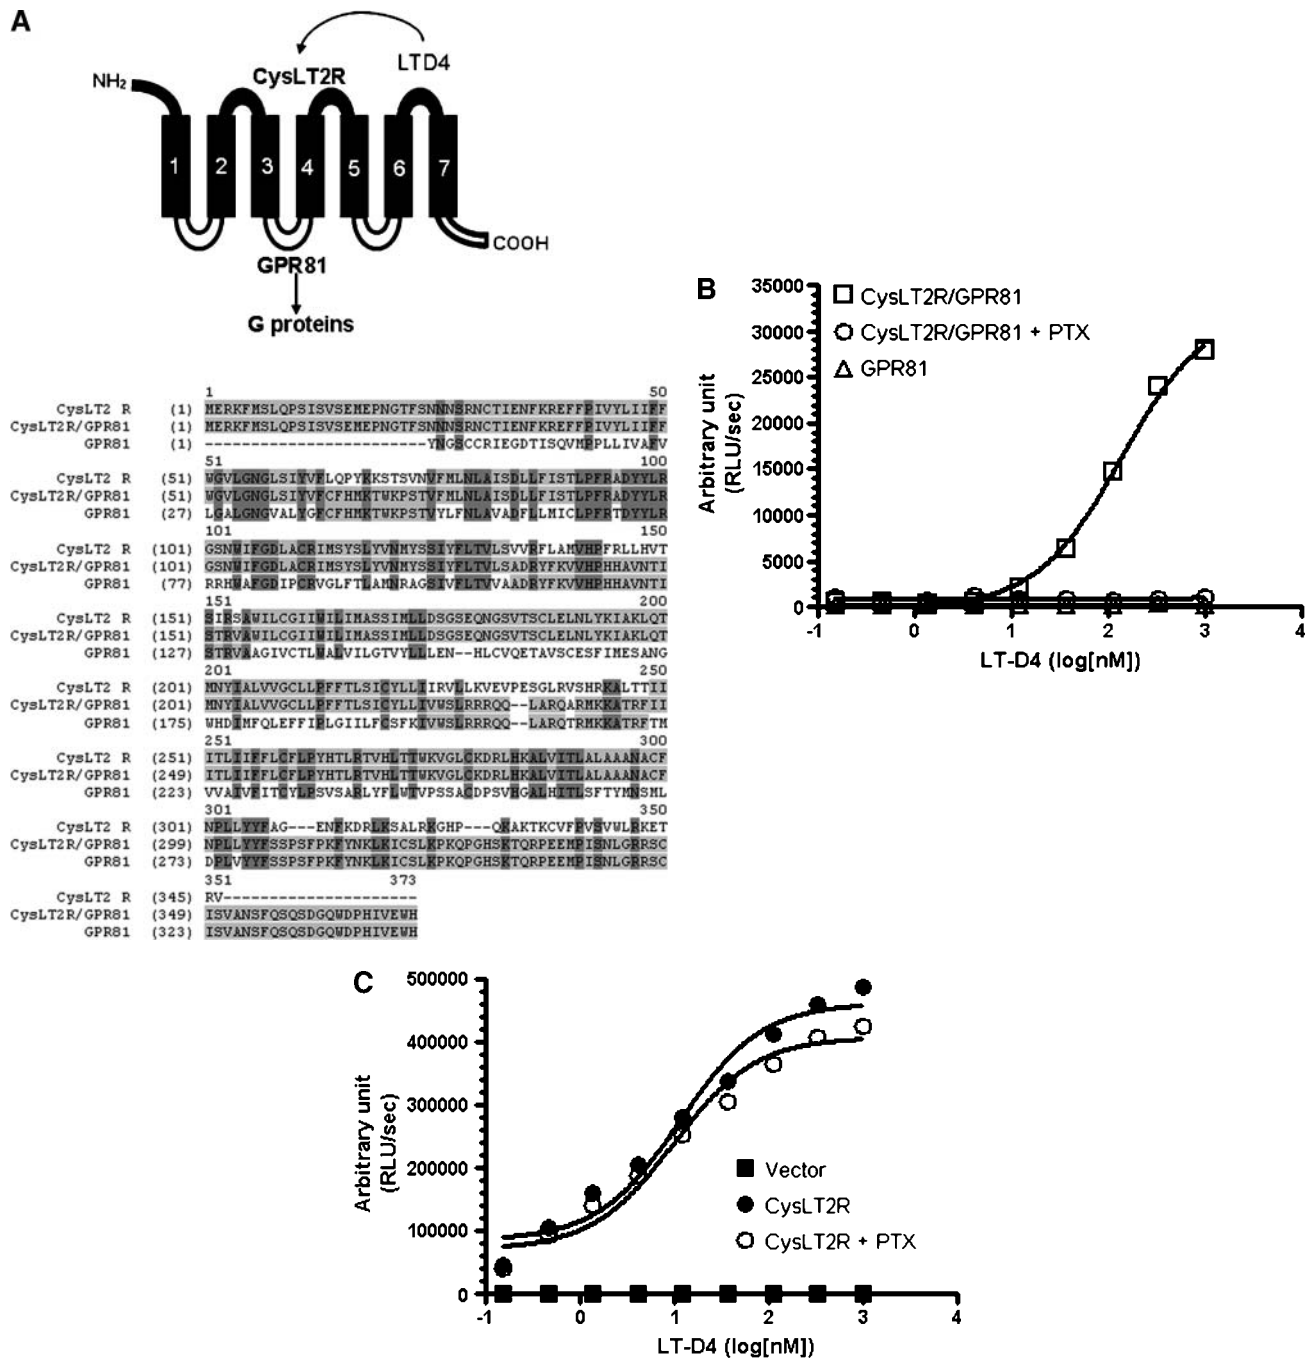 A
LTD4
CysLT2R
NH2
1 2 3 4 5 6 7
COOH
GPR81
G proteins
1 50
CysLT2 R (1) MERKFMSLQPSISVSEMEPNGTFSNNNSRNCTIENFKREFFPIVYLIIFF
CysLT2R/GPR81 (1) MERKFMSLQPSISVSEMEPNGTFSNNNSRNCTIENFKREFFPIVYLIIFF
GPR81 (1) ------------------------YNGSCCRIEGDTISQVMPPLLIVAFV
51 100
CysLT2 R (51) WGVLGNGLSIYVFLQPYKKSTSVNVFMLNLAISDLLFISTLPFRADYYLR
CysLT2R/GPR81 (51) WGVLGNGLSIYVFCFHMKTWKPSTVFMLNLAISDLLFISTLPFRADYYLR
GPR81 (27) LGALGNGVALYGFCFHMKTWKPSTVYLFNLAVADFLLMICLPFRTDYYLR
101 150
CysLT2 R (101) GSNWIFGDLACRIMSYSLYVNMYSSIYFLTVLSVVRFLAMVHPFRLLHVT
CysLT2R/GPR81 (101) GSNWIFGDLACRIMSYSLYVNMYSSIYFLTVLSADRYFKVVHPHHAVNTI
GPR81 (77) RRHWAFGDIPCRVGLFTLAMNRAGSIVFLTVVAADRYFKVVHPHHAVNTI
151 200
CysLT2 R (151) SIRSAWILCGIIWILIMASSIMLLDSGSEQNGSVTSCLELNLYKIAKLQT
CysLT2R/GPR81 (151) STRVAWILCGIIWILIMASSIMLLDSGSEQNGSVTSCLELNLYKIAKLQT
GPR81 (127) STRVAAGIVCTLWALVILGTVYLLLEN--HLCVQETAVSCESFIMESANG
201 250
CysLT2 R (201) MNYIALVVGCLLPFFTLSICYLLIIRVLLKVEVPESGLRVSHRKALTTII
CysLT2R/GPR81 (201) MNYIALVVGCLLPFFTLSICYLLIVWSLRRRQQ--LARQARMKKATRFII
GPR81 (175) WHDIMFQLEFFIPLGIILFCSFKIVWSLRRRQQ--LARQTRMKKATRFTM
251 300
CysLT2 R (251) ITLIIFFLCFLPYHTLRTVHLTTWKVGLCKDRLHKALVITLALAAANACF
CysLT2R/GPR81 (249) ITLIIFFLCFLPYHTLRTVHLTTWKVGLCKDRLHKALVITLALAAANACF
GPR81 (223) VVAIVFITCYLPSVSARLYFLWTVPSSACDPSVHGALHITLSFTYMNSML
301 350
CysLT2 R (301) NPLLYYFAG---ENFKDRLKSALRKGHP---QKAKTKCVFPVSVWLRKET
CysLT2R/GPR81 (299) NPLLYYFSSPSFPKFYNKLKICSLKPKQPGHSKTQRPEEMPISNLGRRSC
GPR81 (273) DPLVYYFSSPSFPKFYNKLKICSLKPKQPGHSKTQRPEEMPISNLGRRSC
351 373
CysLT2 R (345) RV---------------------
CysLT2R/GPR81 (349) ISVANSFQSQSDGQWDPHIVEWH
GPR81 (323) ISVANSFQSQSDGQWDPHIVEWH
B
35000
30000
25000
20000
15000
10000
5000
0
Arbitrary unit
(RLU/sec)
CysLT2R/GPR81
CysLT2R/GPR81 + PTX
GPR81
-1 0 1 2 3 4
LT-D4 (log[nM])
C
500000
400000
300000
200000
100000
0
Arbitrary unit
(RLU/sec)
Vector
CysLT2R
CysLT2R + PTX
-1 0 1 2 3 4
LT-D4 (log[nM])